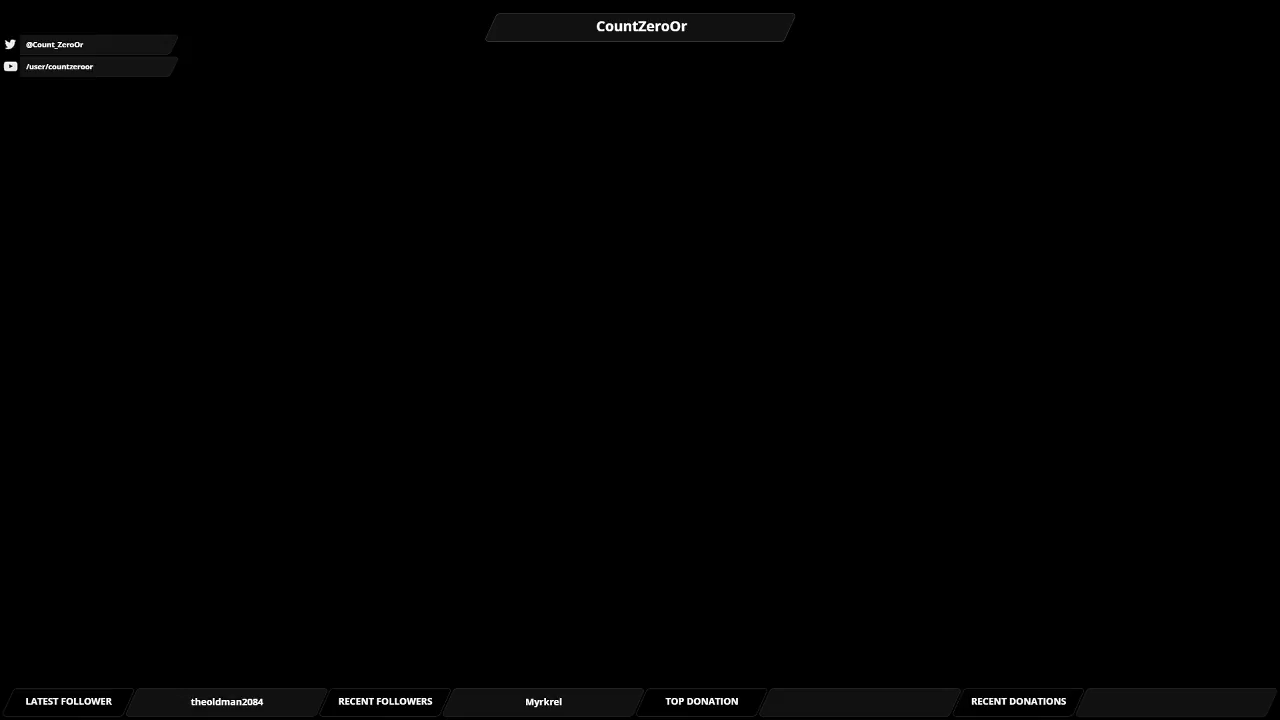 CountZeroOr
@Count_ZeroOr
/user/countzeroor
LATEST FOLLOWER
theoldman2084
RECENT FOLLOWERS
Myrkrel
TOP DONATION
RECENT DONATIONS